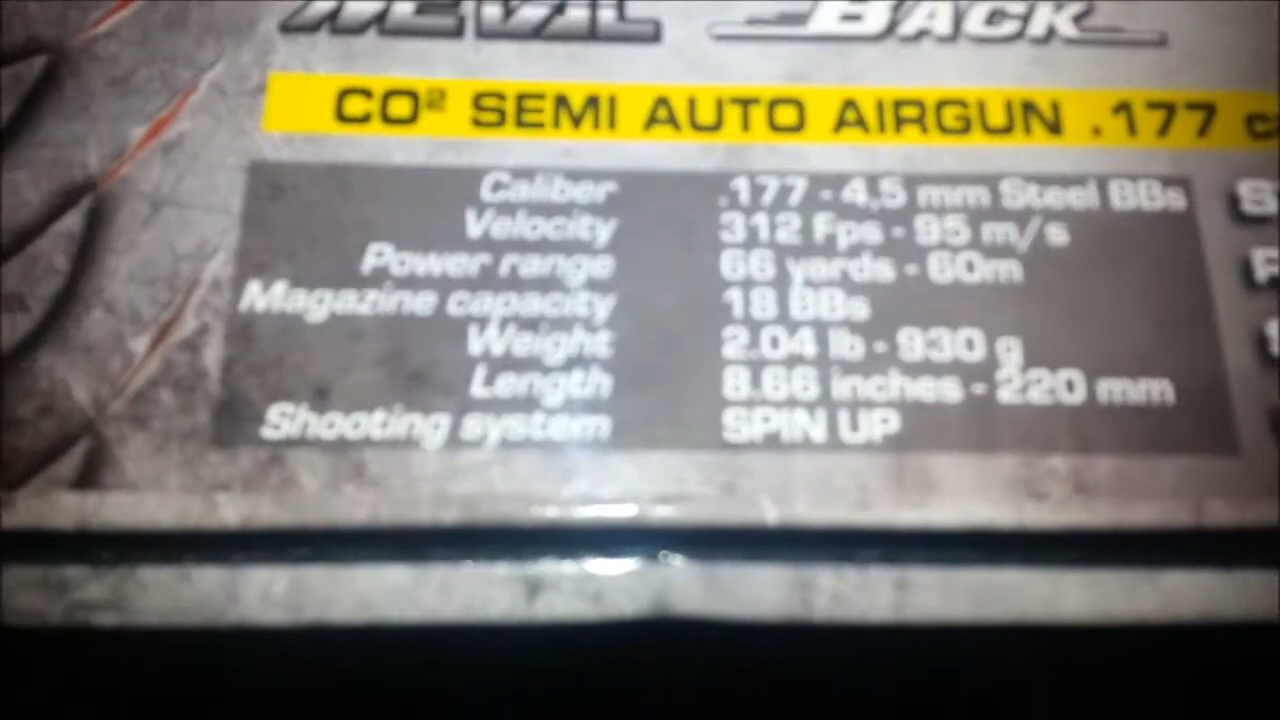 BACK
CO² SEMI AUTO AIRGUN .177 c
Caliber .177 - 4,5 mm Steel BBs
Velocity 312 Fps - 95 m/s
Power range 66 yards - 60m
Magazine capacity 18 BBs
Weight 2.04 lb - 930 g
Length 8.66 inches - 220 mm
Shooting system SPIN UP